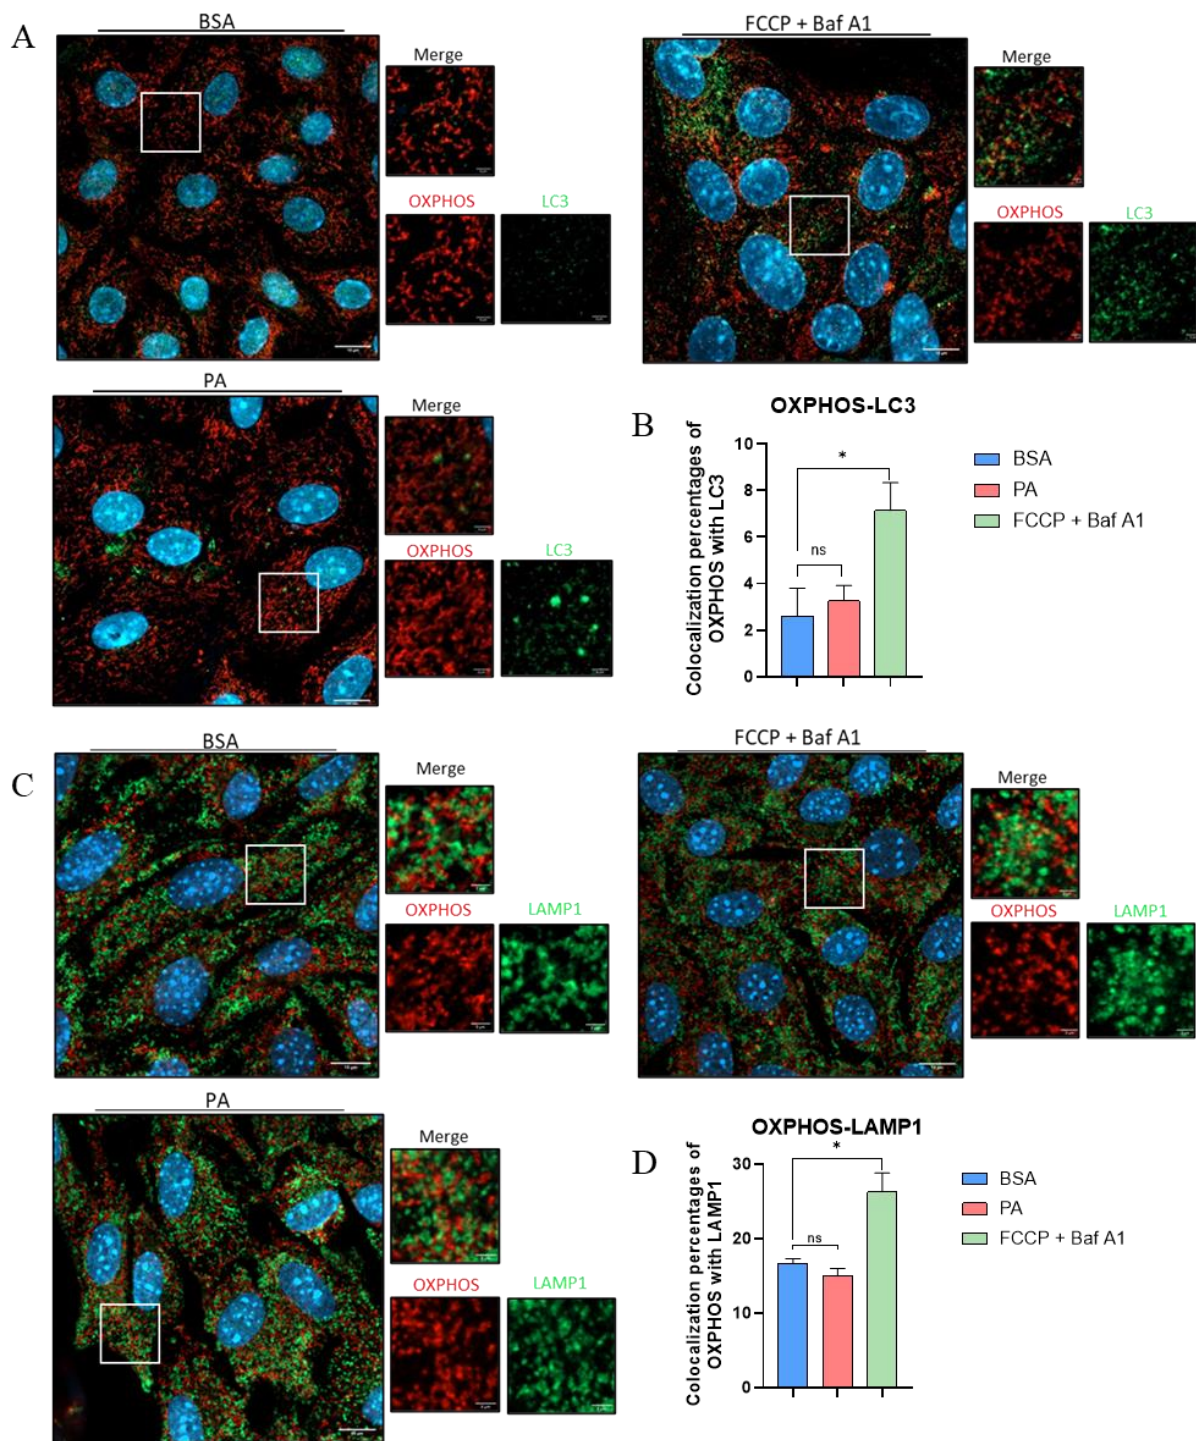 A
BSA
Merge
OXPHOS
LC3
FCCP + Baf A1
Merge
OXPHOS
LC3
PA
Merge
OXPHOS
LC3
B
OXPHOS-LC3
Colocalization percentages of
OXPHOS with LC3
10
8
6
4
2
0
*
ns
BSA
PA
FCCP + Baf A1
C
BSA
Merge
OXPHOS
LAMP1
FCCP + Baf A1
Merge
OXPHOS
LAMP1
PA
Merge
OXPHOS
LAMP1
D
OXPHOS-LAMP1
Colocalization percentages of
OXPHOS with LAMP1
30
20
10
0
*
ns
BSA
PA
FCCP + Baf A1